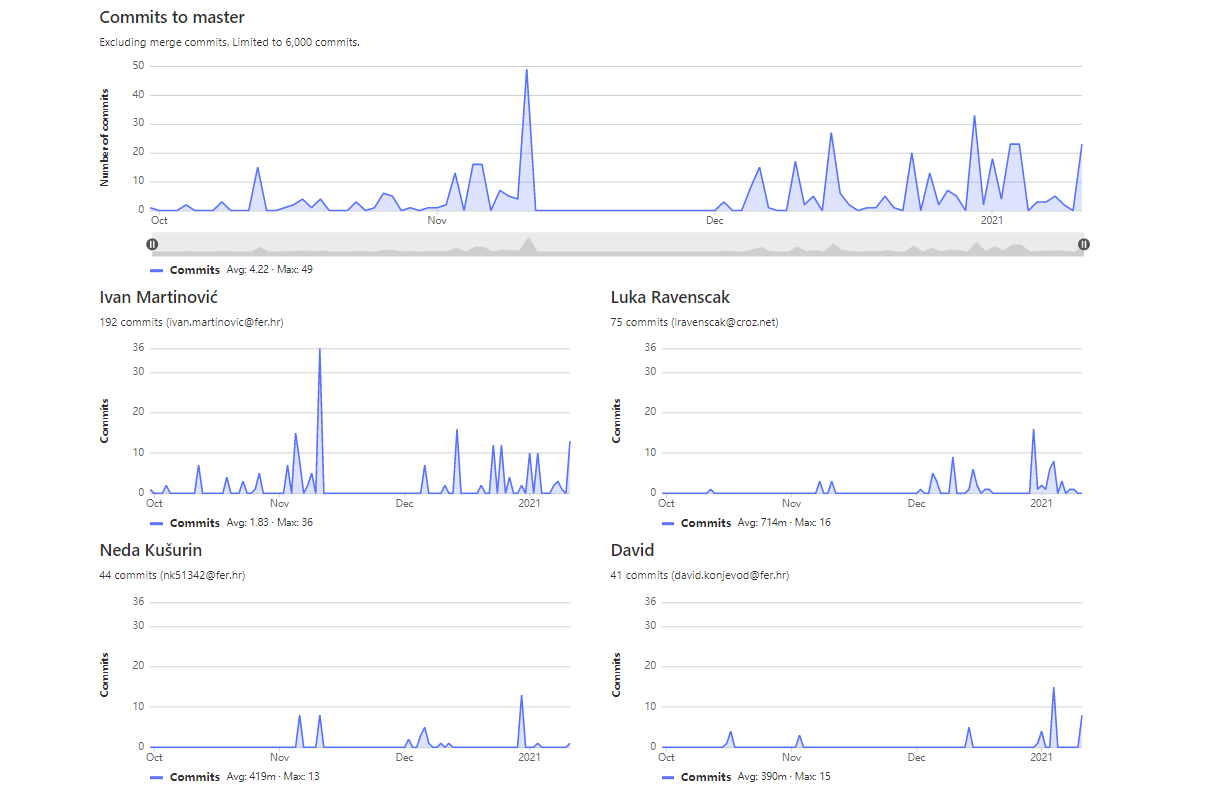 Commits to master
Excluding merge commits. Limited to 6,000 commits.
Number of commits
50
40
30
20
10
0
Oct Nov Dec 2021
Commits Avg: 4.22 · Max: 49
Ivan Martinović
192 commits (ivan.martinovic@fer.hr)
Commits
36
30
20
10
0
Oct Nov Dec 2021
Commits Avg: 1.83 · Max: 36
Luka Ravenscak
75 commits (lravenscak@croz.net)
Commits
36
30
20
10
0
Oct Nov Dec 2021
Commits Avg: 714m · Max: 16
Neda Kušurin
44 commits (nk51342@fer.hr)
Commits
36
30
20
10
0
Oct Nov Dec 2021
Commits Avg: 419m · Max: 13
David
41 commits (david.konjevod@fer.hr)
Commits
36
30
20
10
0
Oct Nov Dec 2021
Commits Avg: 390m · Max: 15